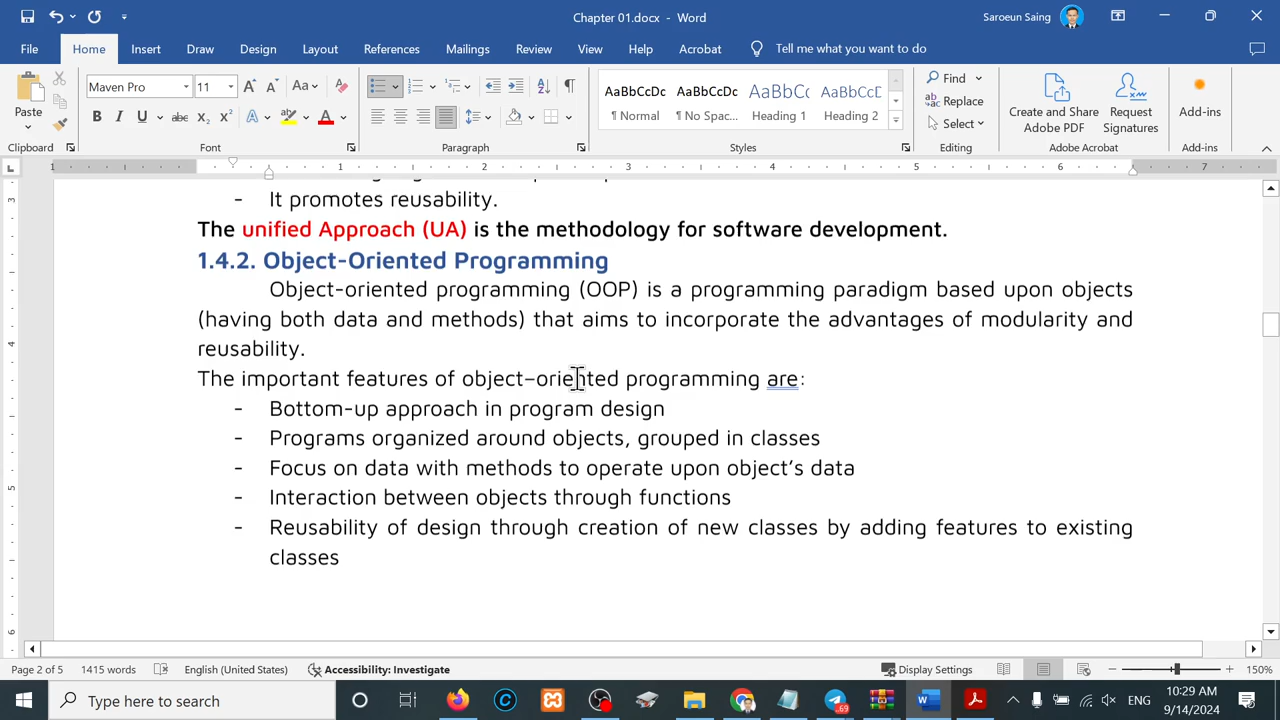 Chapter 01.docx - Word
Saroeun Saing
File Home Insert Draw Design Layout References Mailings Review View Help Acrobat Tell me what you want to do
Maven Pro 11
Paste
Clipboard Font Paragraph Styles Editing Adobe Acrobat Add-ins
AaBbCcDc AaBbCcDc AaBbCc AaBbCcD
¶ Normal ¶ No Spac... Heading 1 Heading 2
Find
Replace
Select
Create and Share Adobe PDF
Request Signatures
Add-ins
- It promotes reusability.
The unified Approach (UA) is the methodology for software development.
1.4.2. Object-Oriented Programming
Object-oriented programming (OOP) is a programming paradigm based upon objects
(having both data and methods) that aims to incorporate the advantages of modularity and
reusability.
The important features of object–oriented programming are:
- Bottom-up approach in program design
- Programs organized around objects, grouped in classes
- Focus on data with methods to operate upon object’s data
- Interaction between objects through functions
- Reusability of design through creation of new classes by adding features to existing
classes
Page 2 of 5 1415 words English (United States) Accessibility: Investigate Display Settings 150%
Type here to search
ENG
10:29 AM
9/14/2024